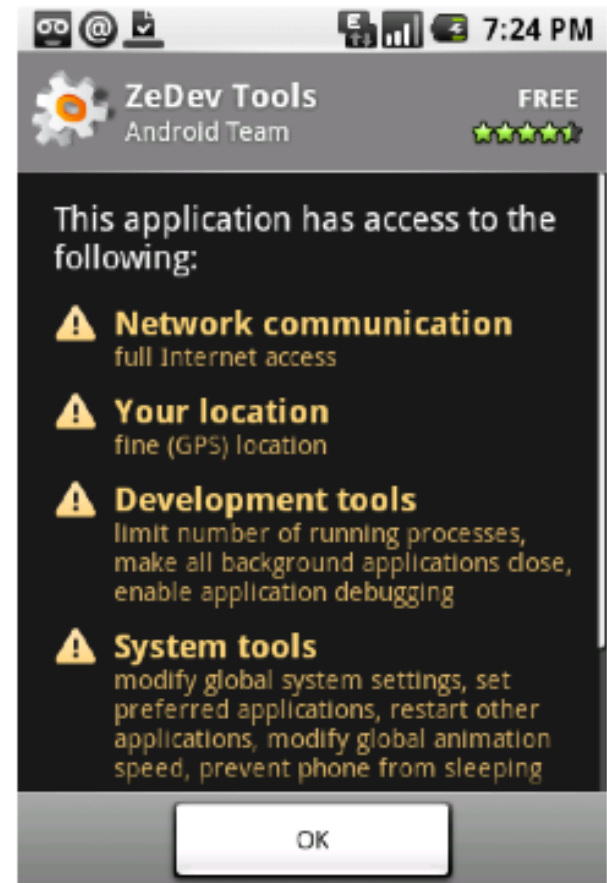 7:24 PM
ZeDev Tools
FREE
Android Team
This application has access to the
following:
Network communication
full Internet access
Your location
fine (GPS) location
Development tools
limit number of running processes,
make all background applications close,
enable application debugging
System tools
modify global system settings, set
preferred applications, restart other
applications, modify global animation
speed, prevent phone from sleeping
OK